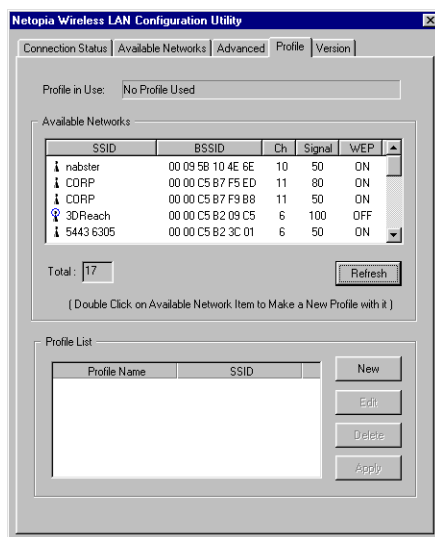 Netopia Wireless LAN Configuration Utility
Connection Status Available Networks Advanced Profile Version
Profile in Use: No Profile Used
Available Networks
SSID BSSID Ch Signal WEP
nabster 00 09 5B 10 4E 6E 10 50 ON
CORP 00 00 C5 B7 F5 ED 11 80 ON
CORP 00 00 C5 B7 F9 B8 11 50 ON
3DReach 00 00 C5 B2 09 C5 6 100 OFF
5443 6305 00 00 C5 B2 3C 01 6 50 ON
Total : 17 Refresh
( Double Click on Available Network Item to Make a New Profile with it )
Profile List
Profile Name SSID
New
Edit
Delete
Apply